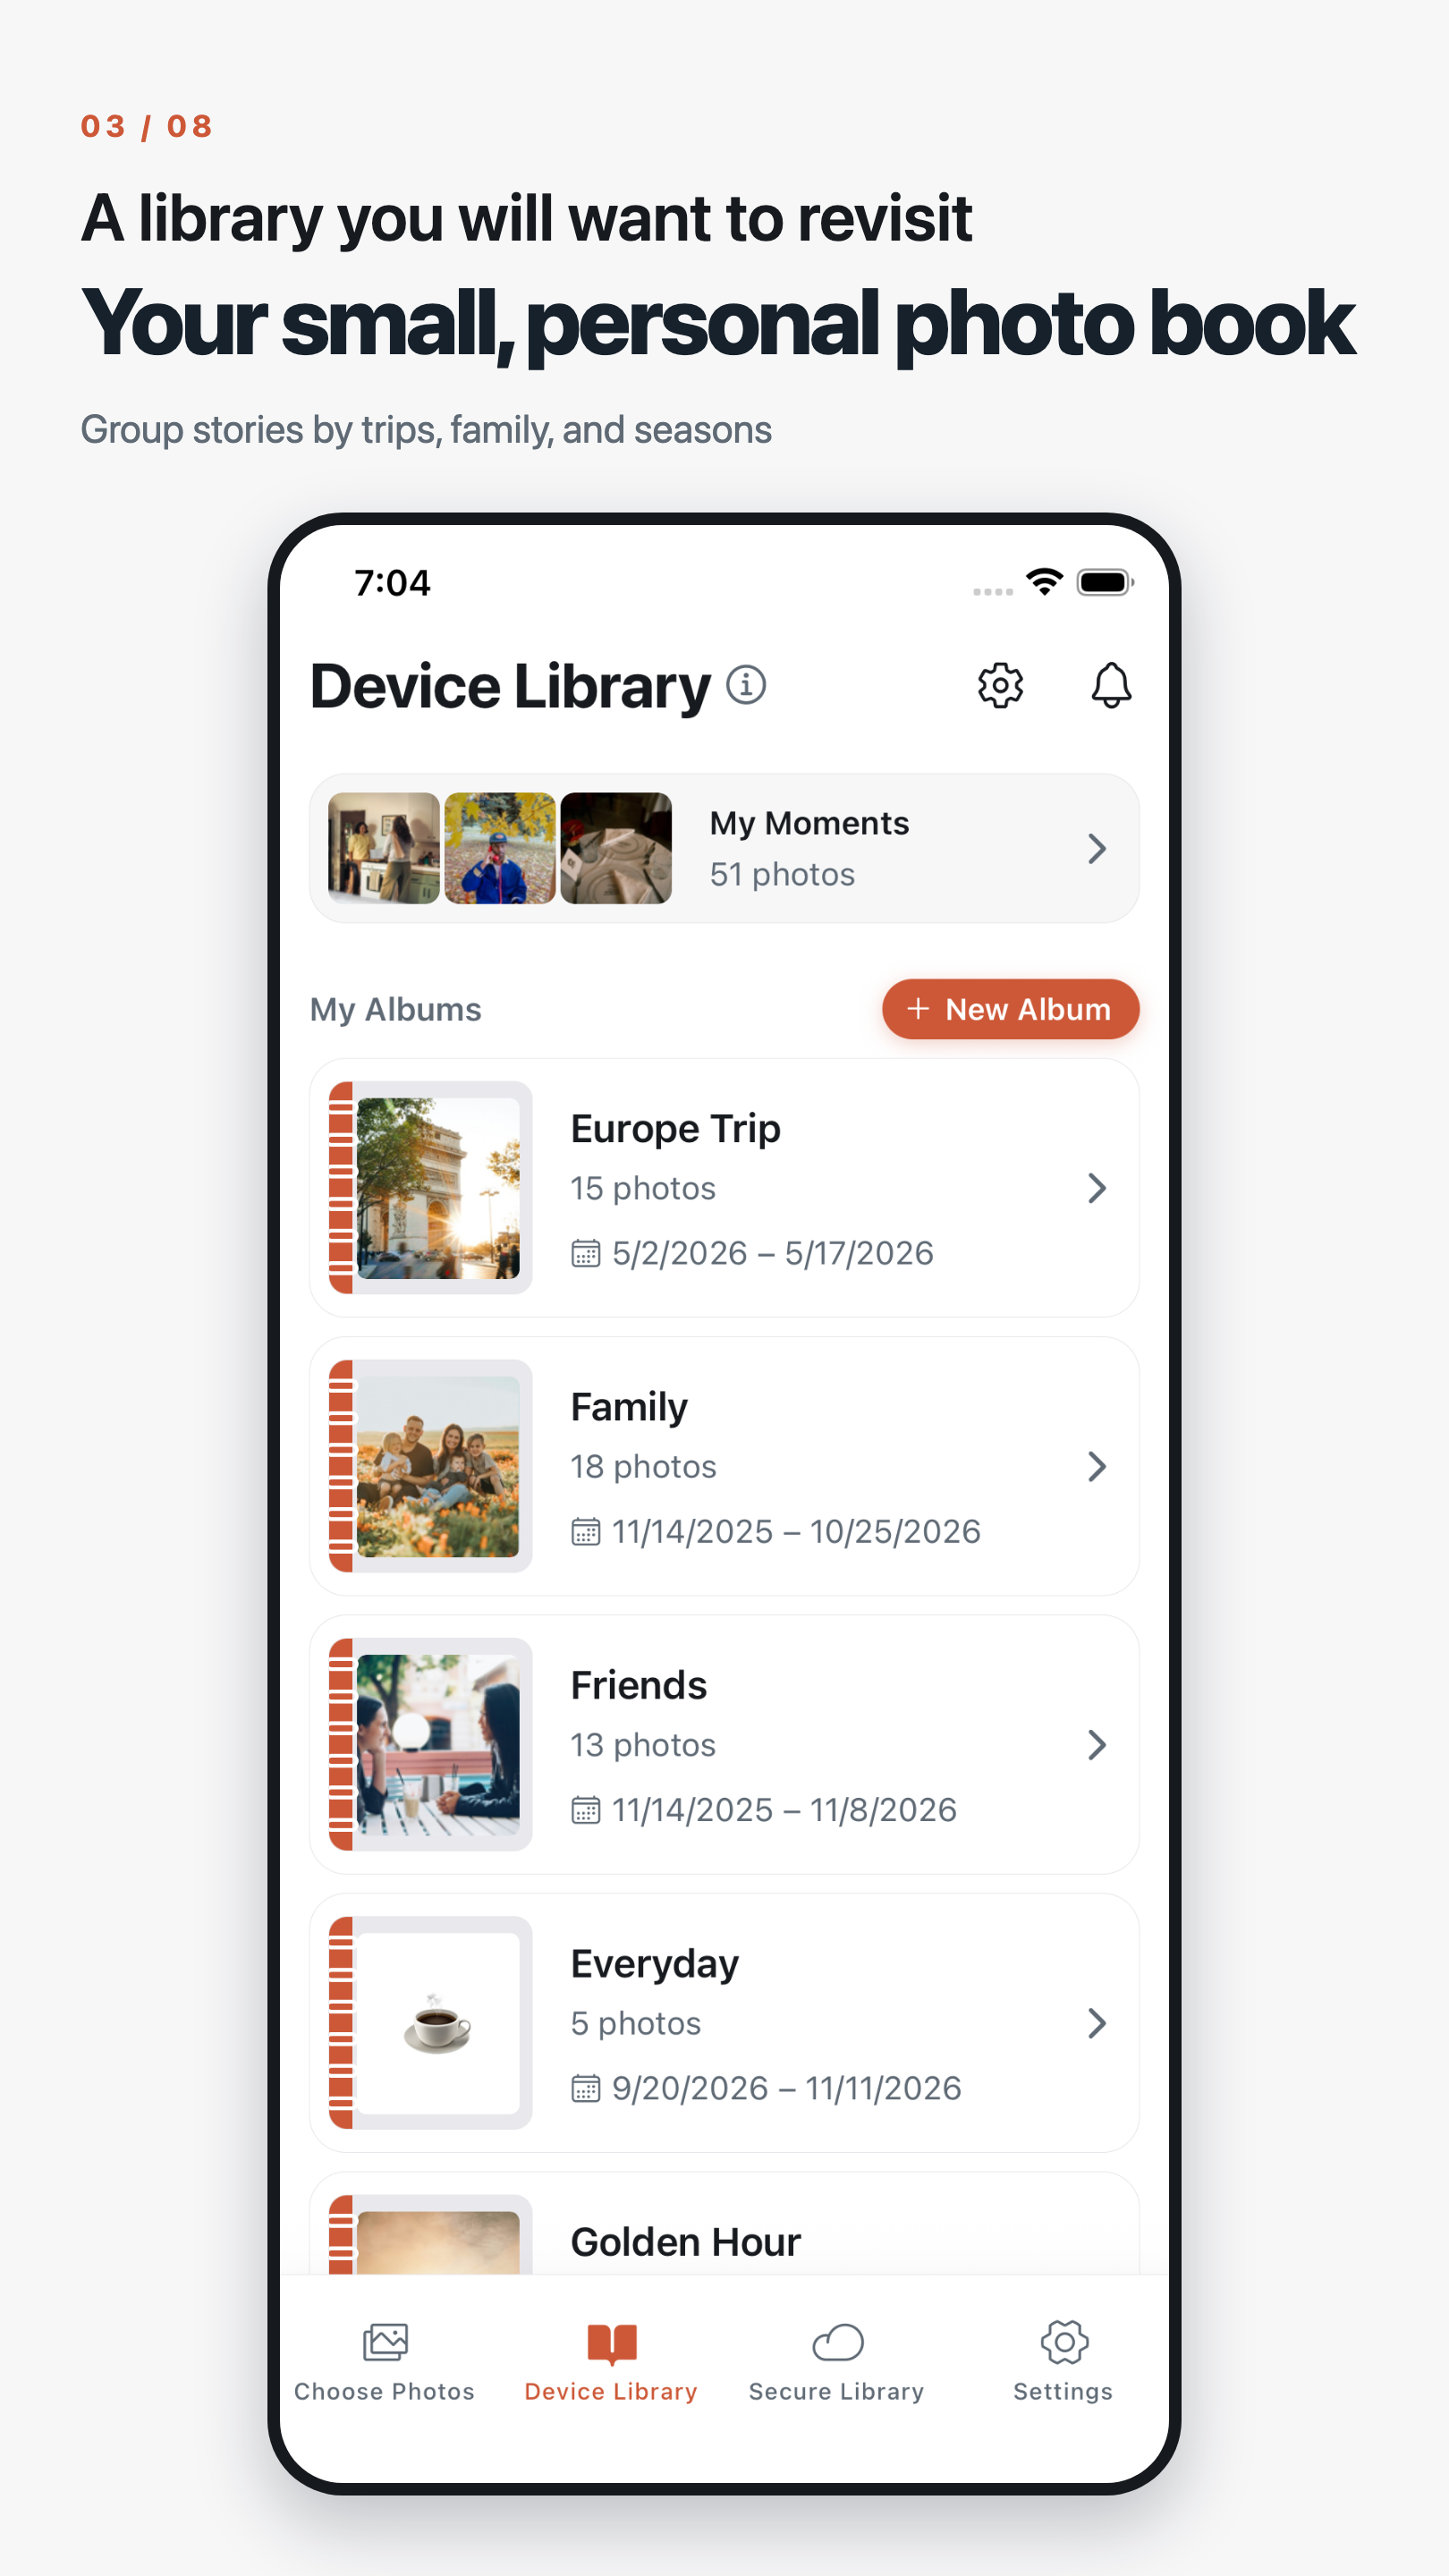 03 / 08
A library you will want to revisit
Your small, personal photo book
Group stories by trips, family, and seasons
7:04
Device Library
My Moments
51 photos
My Albums
+ New Album
Europe Trip
15 photos
5/2/2026 – 5/17/2026
Family
18 photos
11/14/2025 – 10/25/2026
Friends
13 photos
11/14/2025 – 11/8/2026
Everyday
5 photos
9/20/2026 – 11/11/2026
Golden Hour
Choose Photos
Device Library
Secure Library
Settings